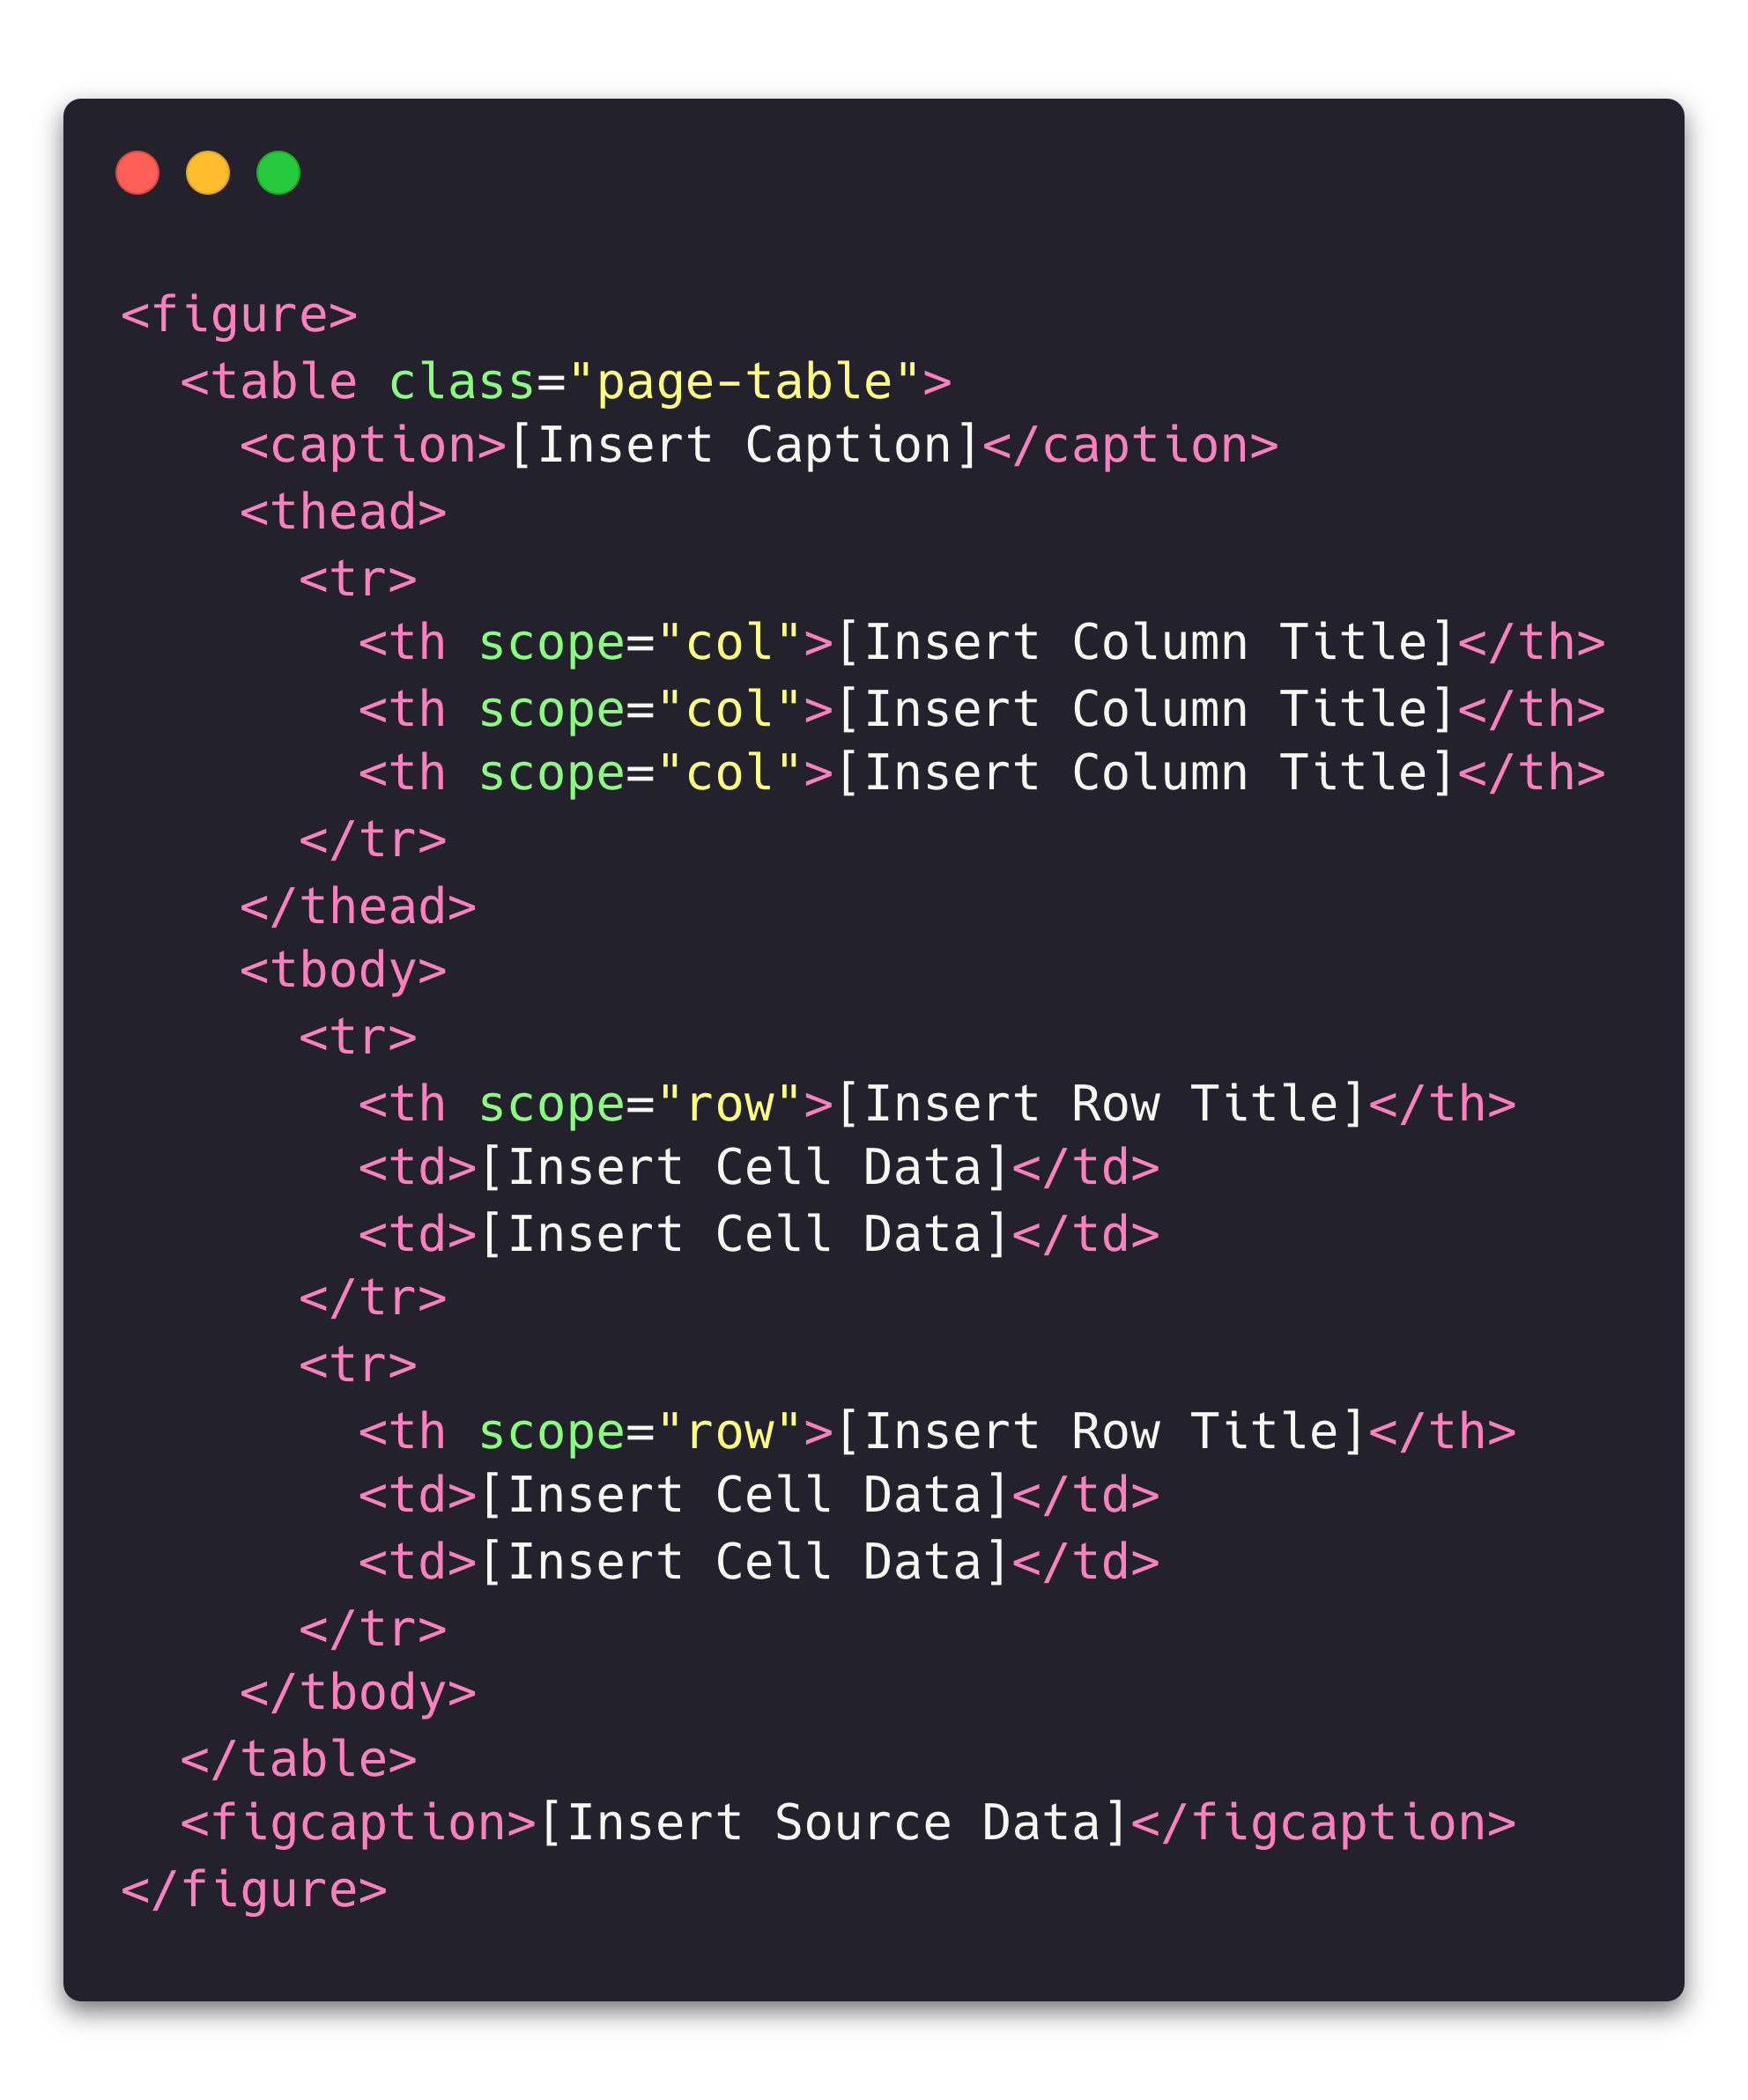 <figure>
  <table class="page-table">
    <caption>[Insert Caption]</caption>
    <thead>
      <tr>
        <th scope="col">[Insert Column Title]</th>
        <th scope="col">[Insert Column Title]</th>
        <th scope="col">[Insert Column Title]</th>
      </tr>
    </thead>
    <tbody>
      <tr>
        <th scope="row">[Insert Row Title]</th>
        <td>[Insert Cell Data]</td>
        <td>[Insert Cell Data]</td>
      </tr>
      <tr>
        <th scope="row">[Insert Row Title]</th>
        <td>[Insert Cell Data]</td>
        <td>[Insert Cell Data]</td>
      </tr>
    </tbody>
  </table>
  <figcaption>[Insert Source Data]</figcaption>
</figure>